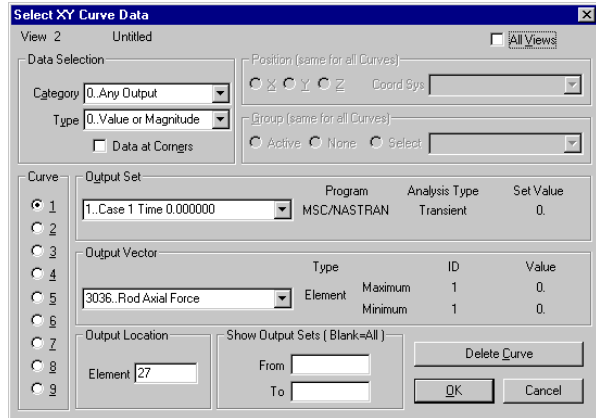 Select XY Curve Data
View 2 Untitled All Views
Data Selection
Category 0..Any Output
Type 0..Value or Magnitude
Data at Corners
Position (same for all Curves)
X Y Z Coord Sys
Group (same for all Curves)
Active None Select
Curve
1
2
3
4
5
6
7
8
9
Output Set
Program Analysis Type Set Value
1..Case 1 Time 0.000000 MSC/NASTRAN Transient 0.
Output Vector
Type ID Value
3036..Rod Axial Force Element Maximum 1 0.
Minimum 1 0.
Output Location
Element 27
Show Output Sets ( Blank=All )
From
To
Delete Curve
OK Cancel